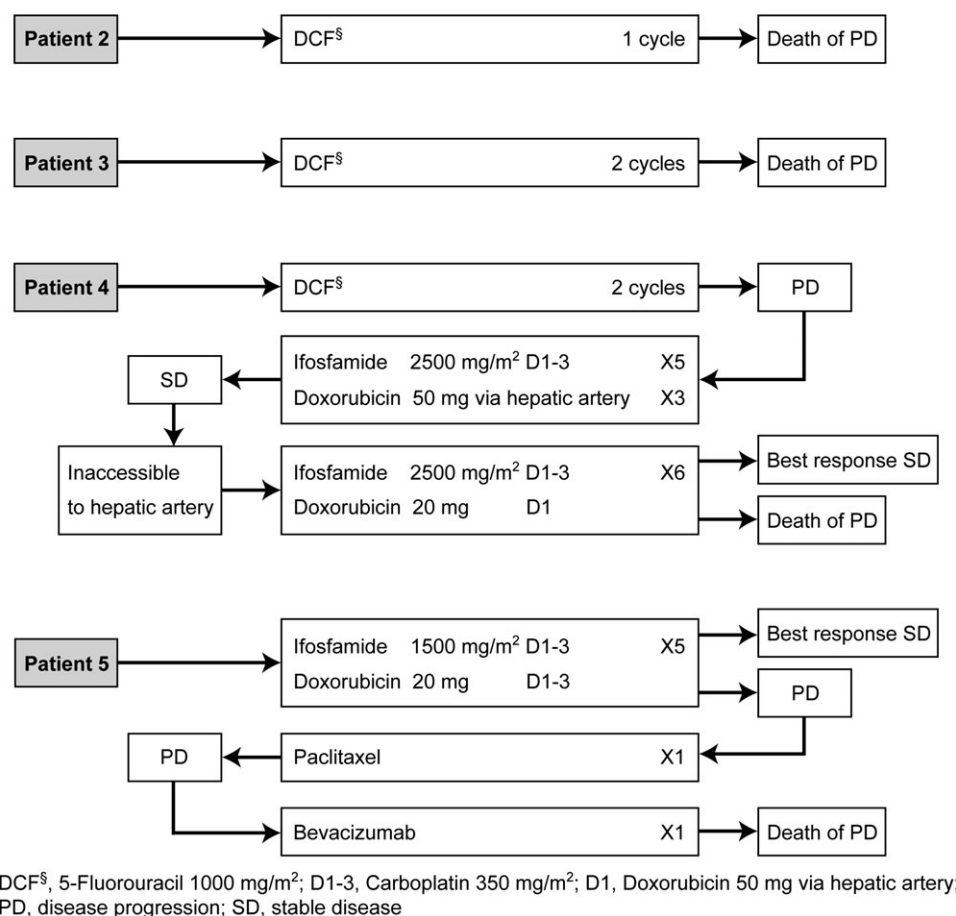 Patient 2 DCF§ 1 cycle Death of PD
Patient 3 DCF§ 2 cycles Death of PD
Patient 4 DCF§ 2 cycles PD
Ifosfamide 2500 mg/m² D1-3 X5
Doxorubicin 50 mg via hepatic artery X3
SD
Inaccessible
to hepatic artery
Ifosfamide 2500 mg/m² D1-3 X6
Doxorubicin 20 mg D1
Best response SD
Death of PD
Patient 5
Ifosfamide 1500 mg/m² D1-3 X5
Doxorubicin 20 mg D1-3
Best response SD
PD
Paclitaxel X1
PD
Bevacizumab X1 Death of PD
DCF§, 5-Fluorouracil 1000 mg/m²; D1-3, Carboplatin 350 mg/m²; D1, Doxorubicin 50 mg via hepatic artery;
PD, disease progression; SD, stable disease